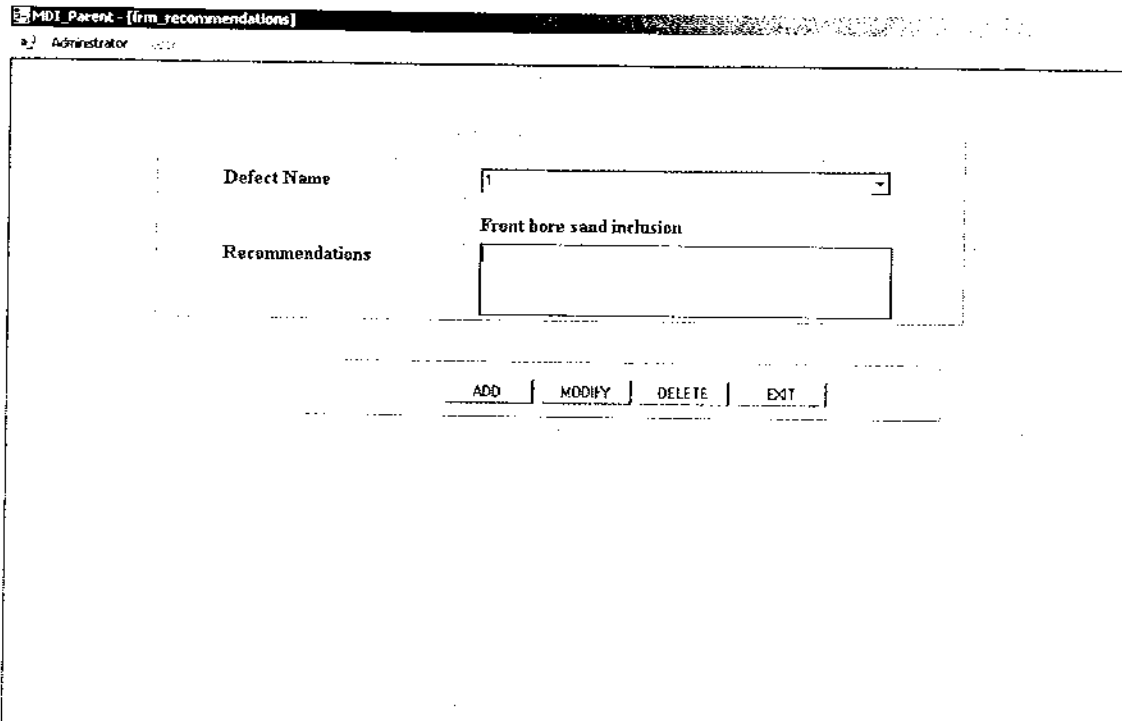 MDI_Parent - [frm_recommendations]
Administrator
Defect Name 1
Front bore sand inclusion
Recommendations
ADD MODIFY DELETE EXIT